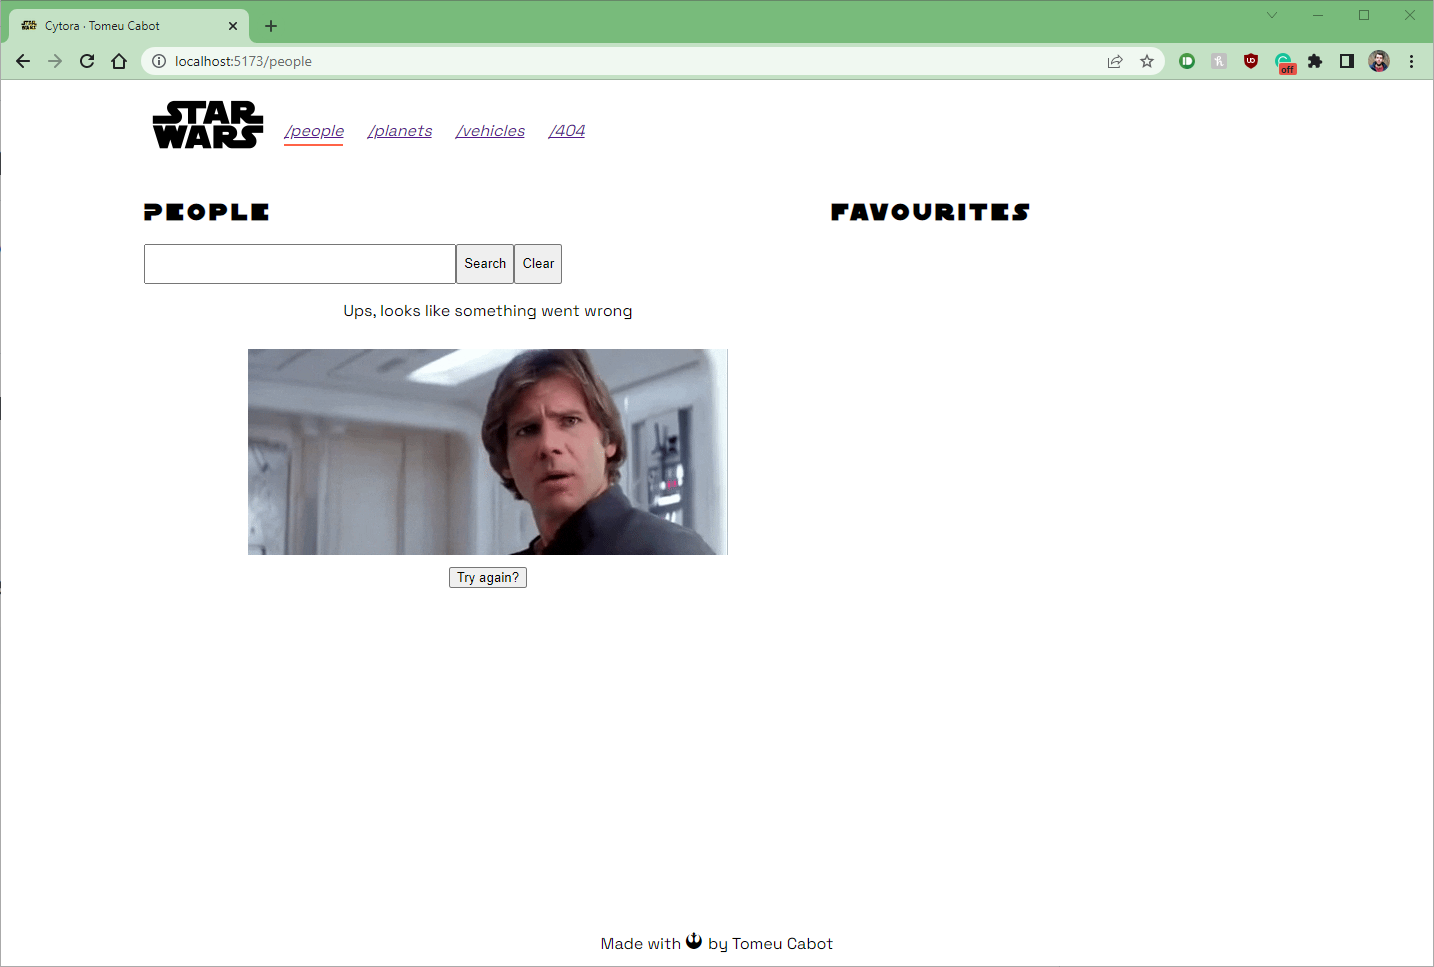 Cytora · Tomeu Cabot
localhost:5173/people
off
STAR
WARS
/people /planets /vehicles /404
PEOPLE
FAVOURITES
Search Clear
Ups, looks like something went wrong
Try again?
Made with by Tomeu Cabot